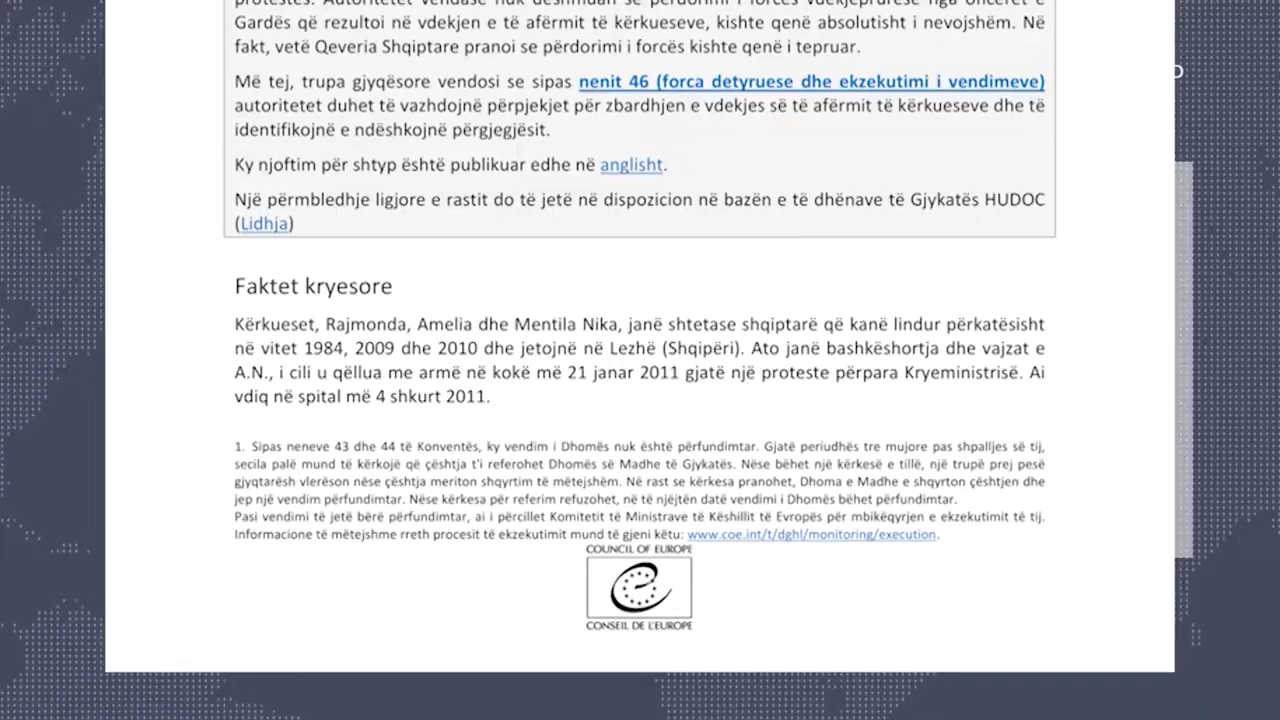 Gardës që rezultoi në vdekjen e të afërmit të kërkueseve, kishte qenë absolutisht i nevojshëm. Në
fakt, vetë Qeveria Shqiptare pranoi se përdorimi i forcës kishte qenë i tepruar.
Më tej, trupa gjyqësore vendosi se sipas nenit 46 (forca detyruese dhe ekzekutimi i vendimeve)
autoritetet duhet të vazhdojnë përpjekjet për zbardhjen e vdekjes së të afërmit të kërkueseve dhe të
identifikojnë e ndëshkojnë përgjegjësit.
Ky njoftim për shtyp është publikuar edhe në anglisht.
Një përmbledhje ligjore e rastit do të jetë në dispozicion në bazën e të dhënave të Gjykatës HUDOC
(Lidhja)
Faktet kryesore
Kërkueset, Rajmonda, Amelia dhe Mentila Nika, janë shtetase shqiptarë që kanë lindur përkatësisht
në vitet 1984, 2009 dhe 2010 dhe jetojnë në Lezhë (Shqipëri). Ato janë bashkëshortja dhe vajzat e
A.N., i cili u qëllua me armë në kokë më 21 janar 2011 gjatë një proteste përpara Kryeministrisë. Ai
vdiq në spital më 4 shkurt 2011.
1. Sipas neneve 43 dhe 44 të Konventës, ky vendim i Dhomës nuk është përfundimtar. Gjatë periudhës tre mujore pas shpalljes së tij,
secila palë mund të kërkojë që çështja t'i referohet Dhomës së Madhe të Gjykatës. Nëse bëhet një kërkesë e tillë, një trupë prej pesë
gjyqtarësh vlerëson nëse çështja meriton shqyrtim të mëtejshëm. Në rast se kërkesa pranohet, Dhoma e Madhe e shqyrton çështjen dhe
jep një vendim përfundimtar. Nëse kërkesa për referim refuzohet, në të njëjtën datë vendimi i Dhomës bëhet përfundimtar.
Pasi vendimi të jetë bërë përfundimtar, ai i përcillet Komitetit të Ministrave të Këshillit të Evropës për mbikëqyrjen e ekzekutimit të tij.
Informacione të mëtejshme rreth procesit të ekzekutimit mund të gjeni këtu: www.coe.int/t/dghl/monitoring/execution.
COUNCIL OF EUROPE
CONSEIL DE L'EUROPE